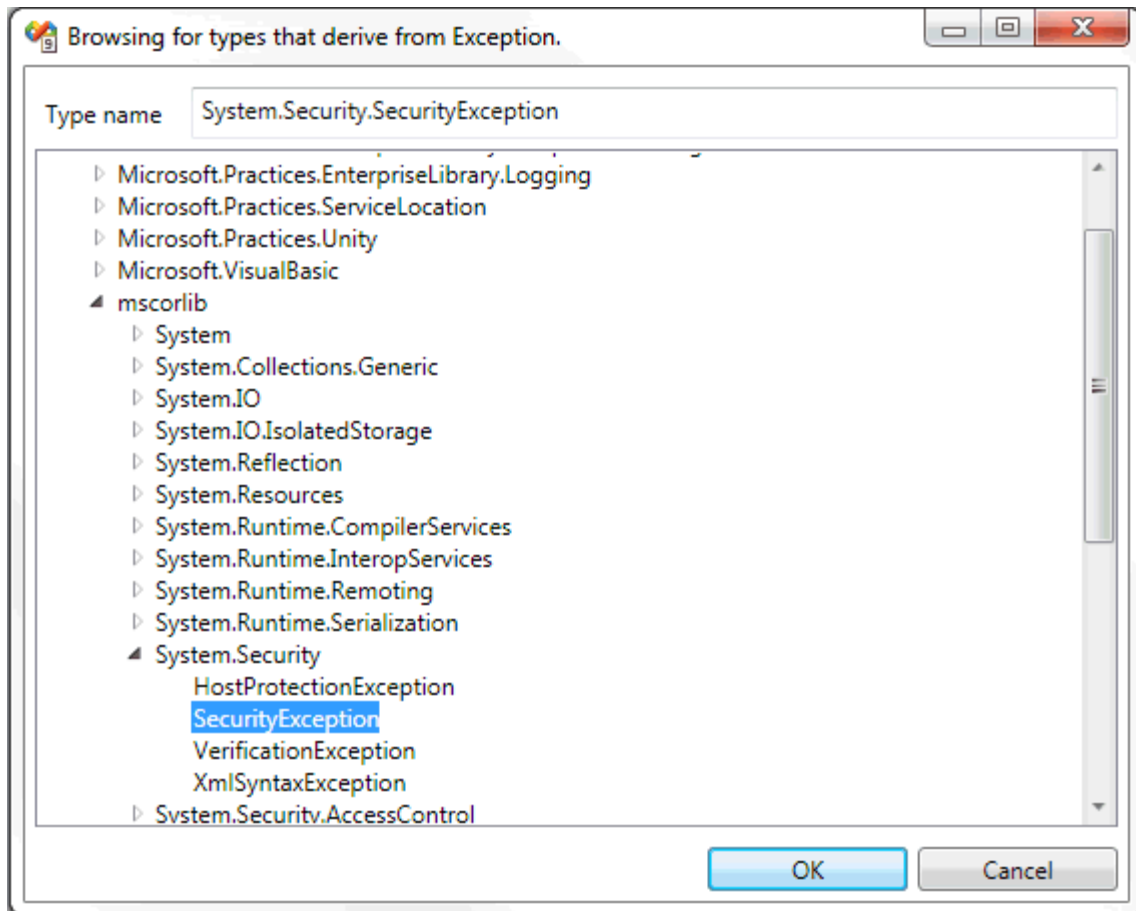 Browsing for types that derive from Exception.
Type name System.Security.SecurityException
Microsoft.Practices.EnterpriseLibrary.Logging
Microsoft.Practices.ServiceLocation
Microsoft.Practices.Unity
Microsoft.VisualBasic
mscorlib
System
System.Collections.Generic
System.IO
System.IO.IsolatedStorage
System.Reflection
System.Resources
System.Runtime.CompilerServices
System.Runtime.InteropServices
System.Runtime.Remoting
System.Runtime.Serialization
System.Security
HostProtectionException
SecurityException
VerificationException
XmlSyntaxException
System.Security.AccessControl
OK Cancel